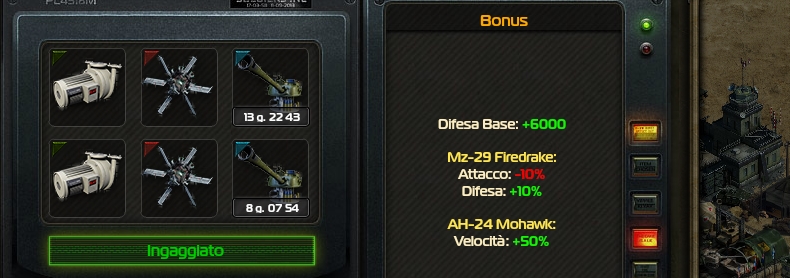 Bonus
13 g. 22 43
8 g. 07 54
Ingaggiato
Difesa Base: +6000
Mz-29 Firedrake:
Attacco: -10%
Difesa: +10%
AH-24 Mohawk:
Velocità: +50%